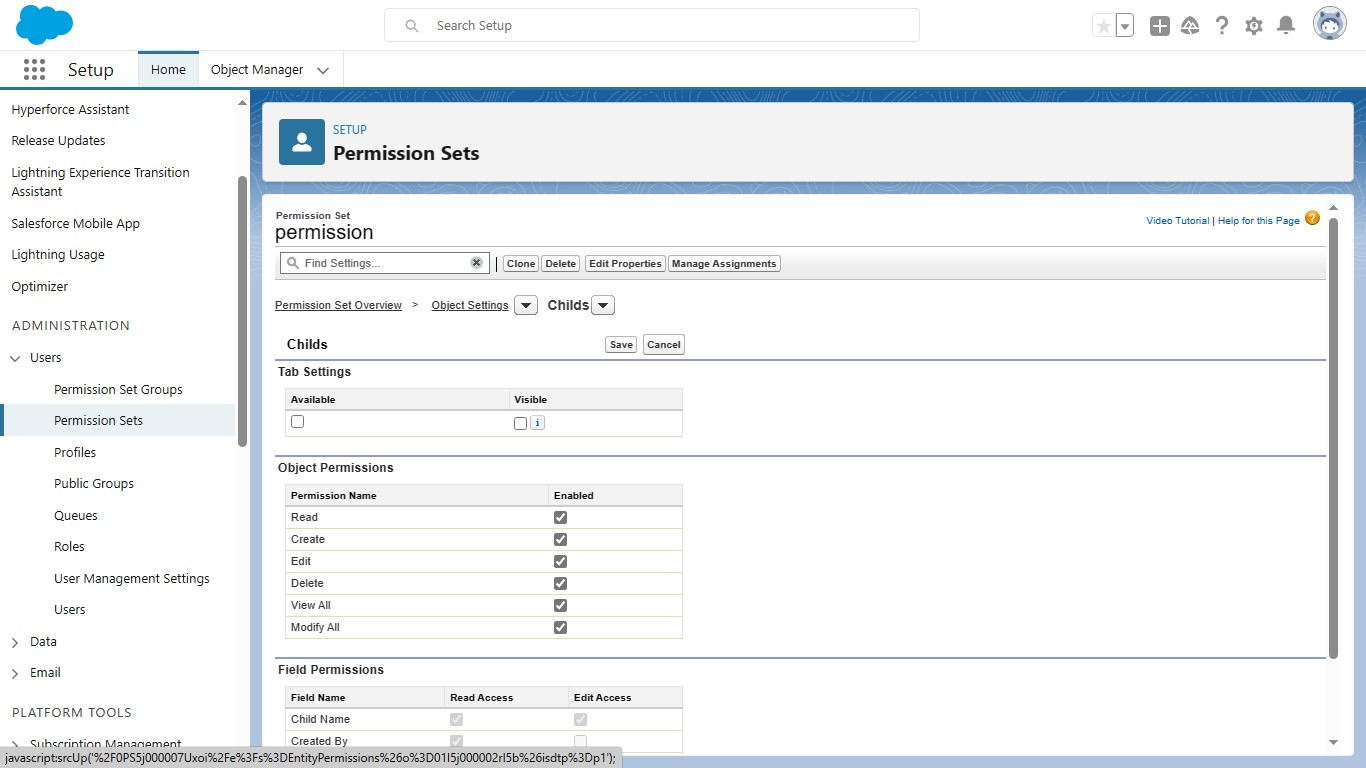 Search Setup
Setup
Home
Object Manager
Hyperforce Assistant
Release Updates
Lightning Experience Transition
Assistant
Salesforce Mobile App
Lightning Usage
Optimizer
ADMINISTRATION
Users
Permission Set Groups
Permission Sets
Profiles
Public Groups
Queues
Roles
User Management Settings
Users
Data
Email
PLATFORM TOOLS
Subscription Management
SETUP
Permission Sets
Permission Set
permission
Video Tutorial | Help for this Page
Find Settings... | Clone Delete Edit Properties Manage Assignments
Permission Set Overview > Object Settings Childs
Childs Save Cancel
Tab Settings
Available Visible
i
Object Permissions
Permission Name Enabled
Read
Create
Edit
Delete
View All
Modify All
Field Permissions
Field Name Read Access Edit Access
Child Name
Created By
javascript:srcUp('%2F0PS5j000007Uxoi%2Fe%3Fs%3DEntityPermissions%26o%3D01I5j000002rI5b%26isdtp%3Dp1');